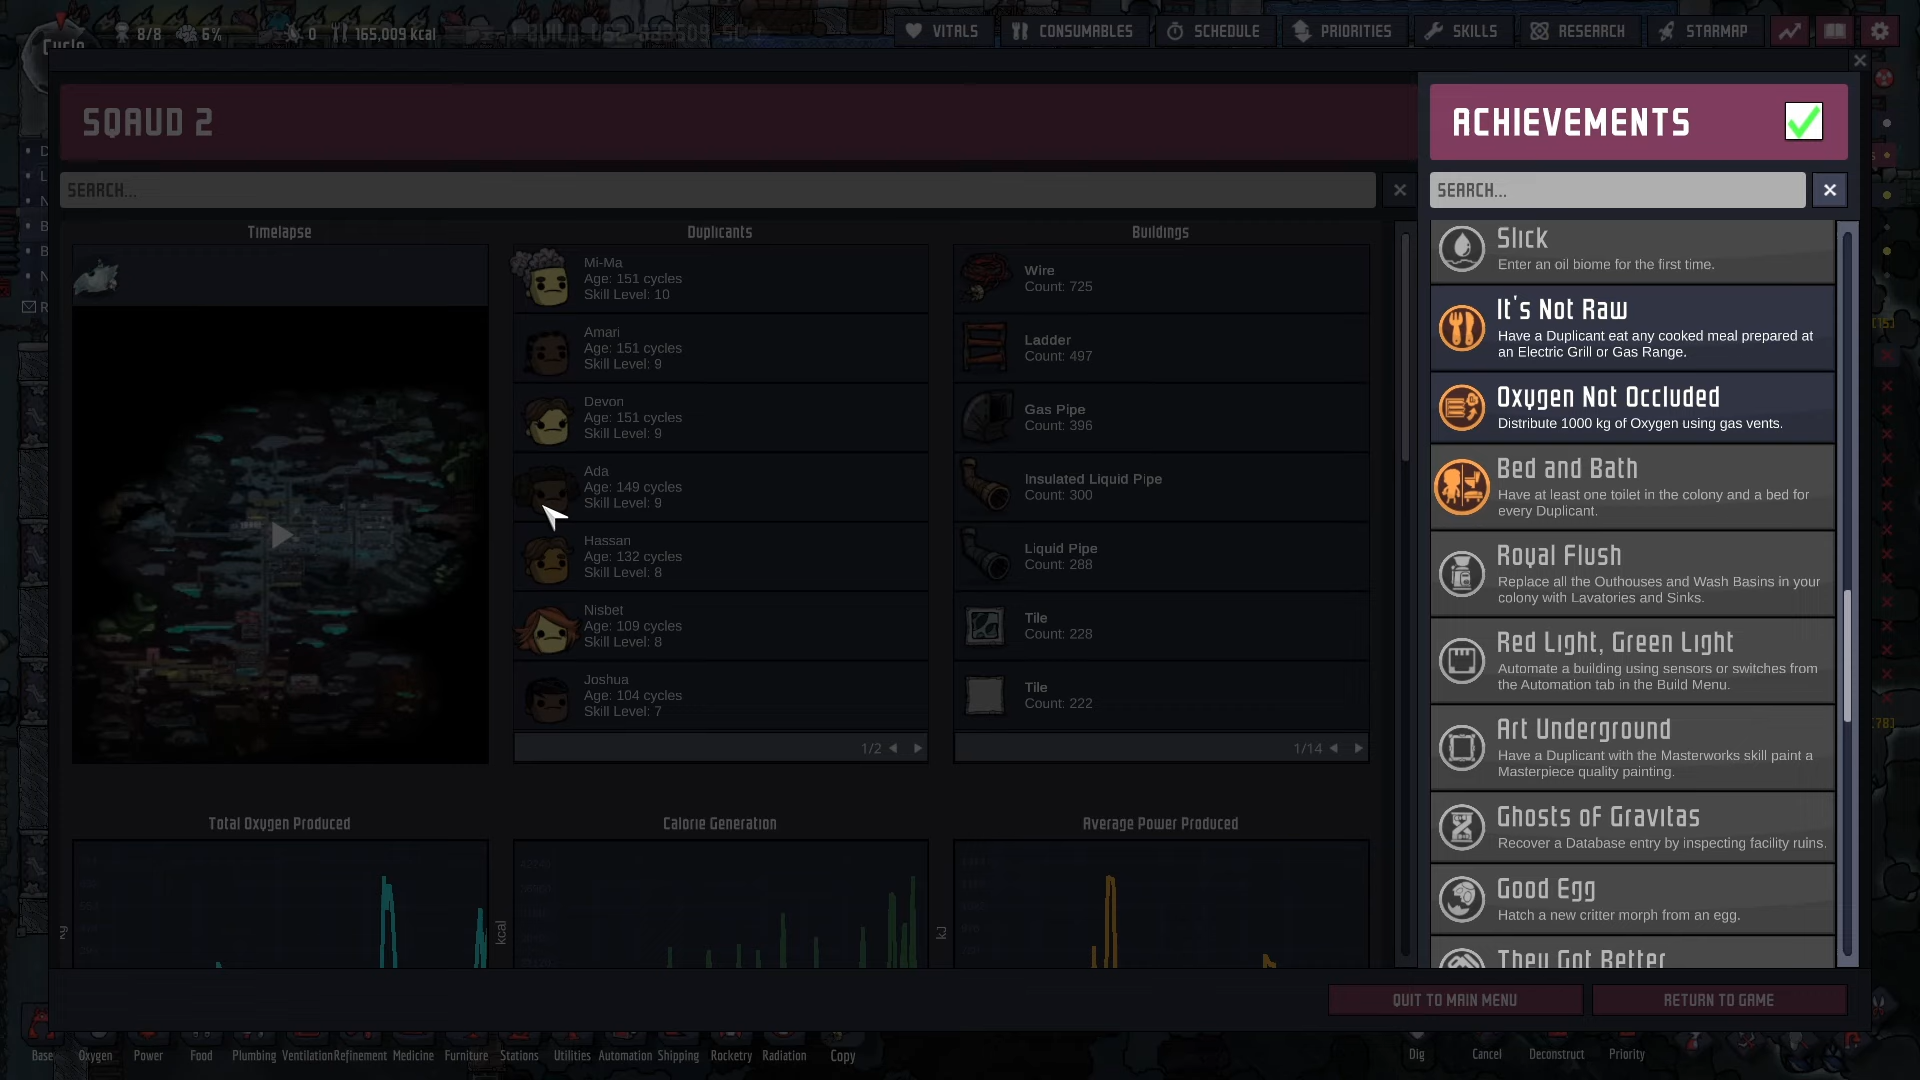 Cycle
8/8
6%
0
165,009 kcal
VITALS
CONSUMABLES
SCHEDULE
PRIORITIES
SKILLS
RESEARCH
STARMAP
SQAUD 2
ACHIEVEMENTS
SEARCH...
SEARCH...
Timelapse
Duplicants
Mi-Ma
Age: 151 cycles
Skill Level: 10
Amari
Age: 151 cycles
Skill Level: 9
Devon
Age: 151 cycles
Skill Level: 9
Ada
Age: 149 cycles
Skill Level: 9
Hassan
Age: 132 cycles
Skill Level: 8
Nisbet
Age: 109 cycles
Skill Level: 8
Joshua
Age: 104 cycles
Skill Level: 7
1/2
Buildings
Wire
Count: 725
Ladder
Count: 497
Gas Pipe
Count: 396
Insulated Liquid Pipe
Count: 300
Liquid Pipe
Count: 288
Tile
Count: 228
Tile
Count: 222
1/14
Slick
Enter an oil biome for the first time.
It's Not Raw
Have a Duplicant eat any cooked meal prepared at
an Electric Grill or Gas Range.
Oxygen Not Occluded
Distribute 1000 kg of Oxygen using gas vents.
Bed and Bath
Have at least one toilet in the colony and a bed for
every Duplicant.
Royal Flush
Replace all the Outhouses and Wash Basins in your
colony with Lavatories and Sinks.
Red Light, Green Light
Automate a building using sensors or switches from
the Automation tab in the Build Menu.
Art Underground
Have a Duplicant with the Masterworks skill paint a
Masterpiece quality painting.
Ghosts of Gravitas
Recover a Database entry by inspecting facility ruins.
Good Egg
Hatch a new critter morph from an egg.
They Got Better
Total Oxygen Produced
kg
Calorie Generation
kcal
Average Power Produced
kJ
QUIT TO MAIN MENU
RETURN TO GAME
Base
Oxygen
Power
Food
Plumbing
Ventilation
Refinement
Medicine
Furniture
Stations
Utilities
Automation
Shipping
Rocketry
Radiation
Copy
Dig
Cancel
Deconstruct
Priority